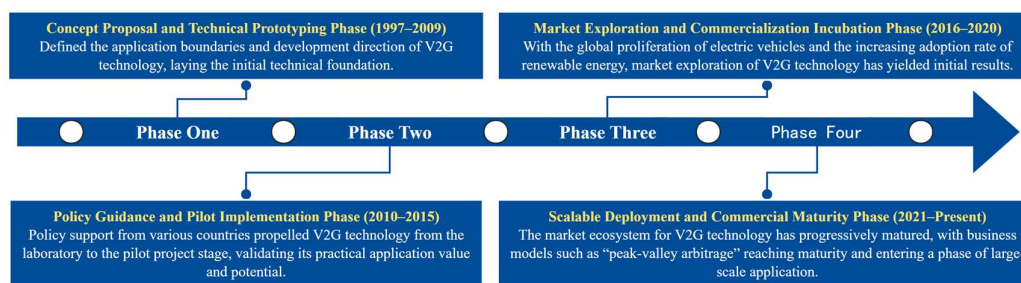 Concept Proposal and Technical Prototyping Phase (1997–2009)
Defined the application boundaries and development direction of V2G
technology, laying the initial technical foundation.
Market Exploration and Commercialization Incubation Phase (2016–2020)
With the global proliferation of electric vehicles and the increasing adoption rate of
renewable energy, market exploration of V2G technology has yielded initial results.
Phase One
Phase Two
Phase Three
Phase Four
Policy Guidance and Pilot Implementation Phase (2010–2015)
Policy support from various countries propelled V2G technology from the
laboratory to the pilot project stage, validating its practical application value
and potential.
Scalable Deployment and Commercial Maturity Phase (2021–Present)
The market ecosystem for V2G technology has progressively matured, with business
models such as “peak-valley arbitrage” reaching maturity and entering a phase of large-
scale application.